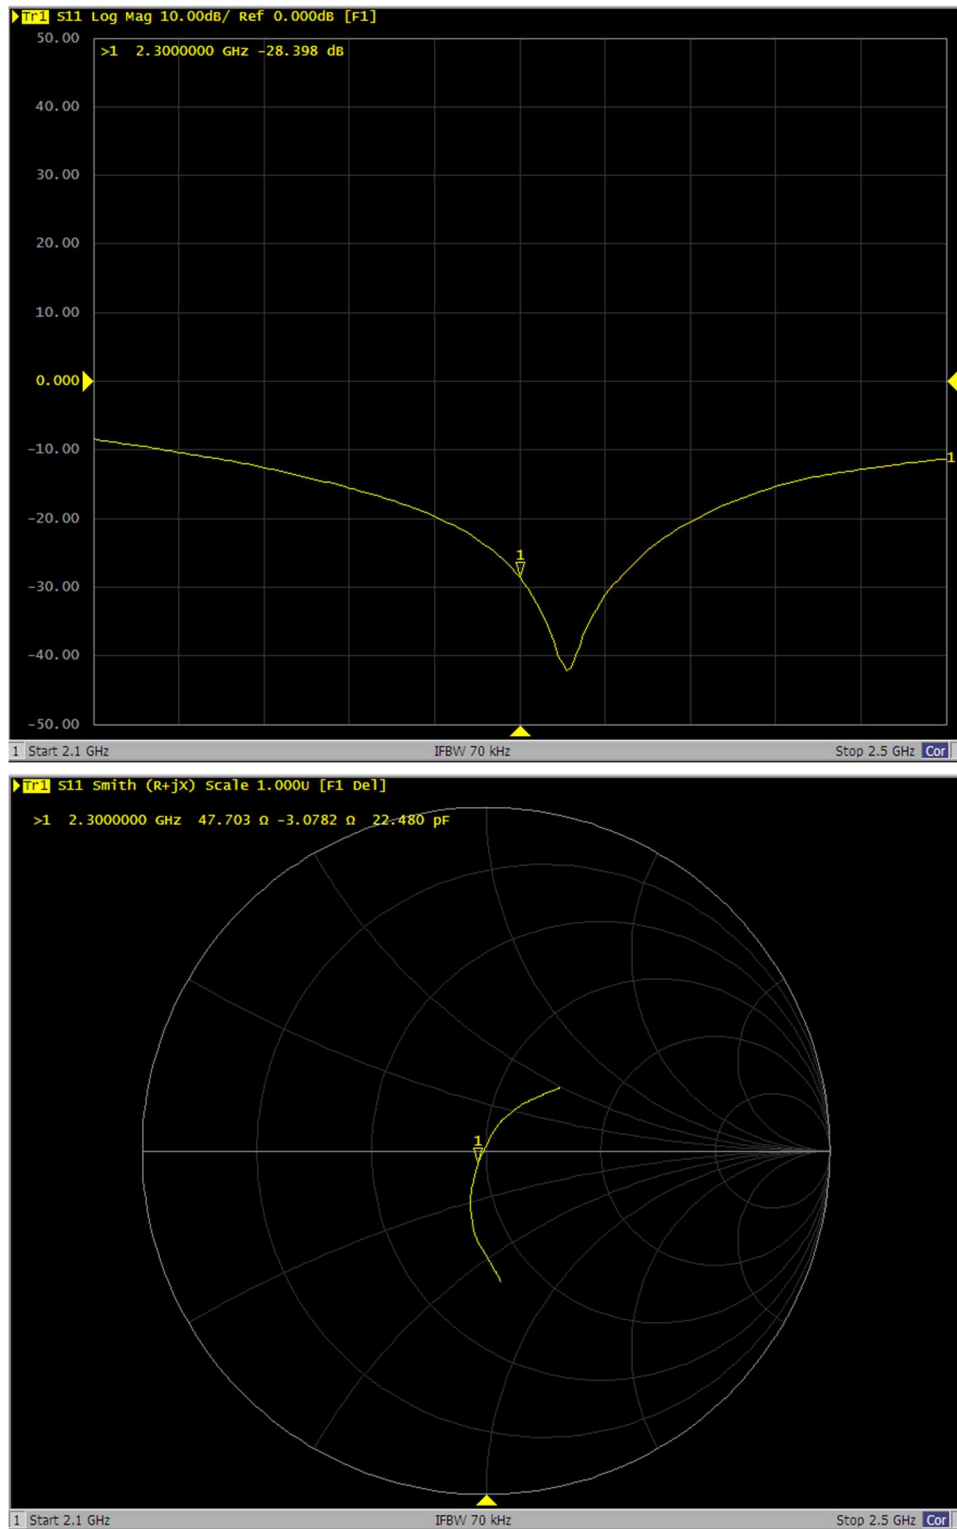 Tr1 S11 Log Mag 10.00dB/ Ref 0.000dB [F1]
50.00
>1 2.3000000 GHz -28.398 dB
40.00
30.00
20.00
10.00
0.000
-10.00
1
-20.00
1
-30.00
-40.00
-50.00
1 Start 2.1 GHz IFBW 70 kHz Stop 2.5 GHz Cor
Tr1 S11 Smith (R+jX) Scale 1.000U [F1 Del]
>1 2.3000000 GHz 47.703 Ω -3.0782 Ω 22.480 pF
1
1 Start 2.1 GHz IFBW 70 kHz Stop 2.5 GHz Cor